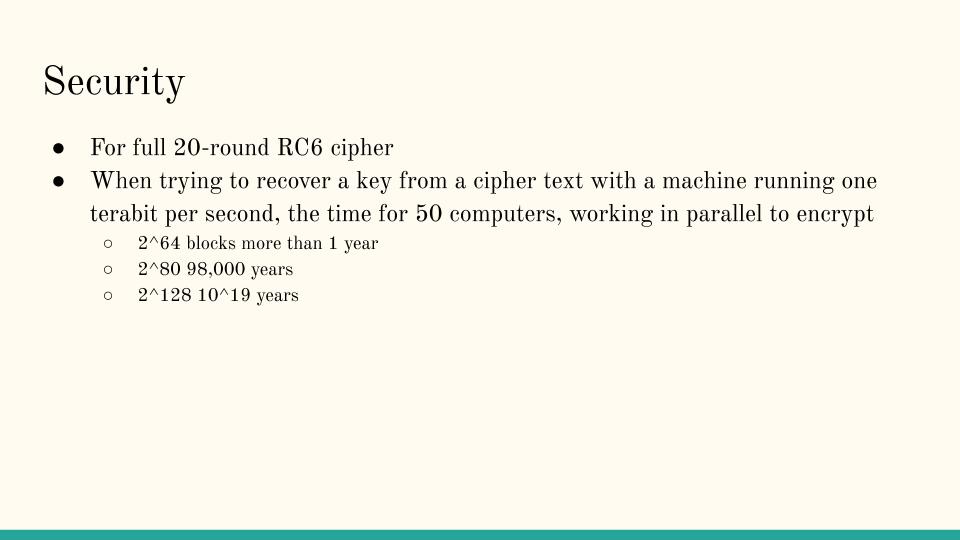 Security
● For full 20-round RC6 cipher
● When trying to recover a key from a cipher text with a machine running one
terabit per second, the time for 50 computers, working in parallel to encrypt
○ 2^64 blocks more than 1 year
○ 2^80 98,000 years
○ 2^128 10^19 years